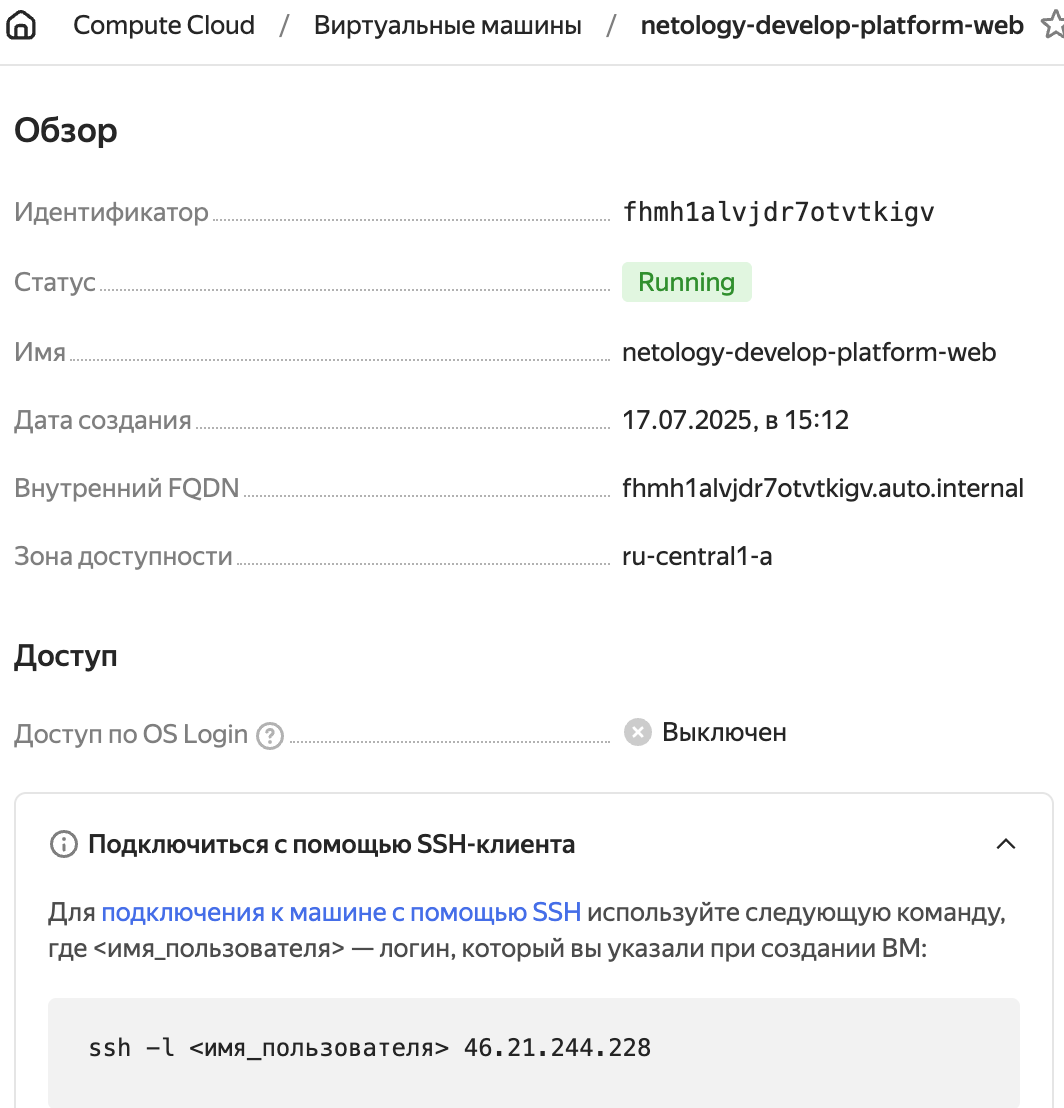 Compute Cloud / Виртуальные машины / netology-develop-platform-web
Обзор
Идентификатор fhmh1alvjdr7otvtkigv
Статус Running
Имя netology-develop-platform-web
Дата создания 17.07.2025, в 15:12
Внутренний FQDN fhmh1alvjdr7otvtkigv.auto.internal
Зона доступности ru-central1-a
Доступ
Доступ по OS Login ? Выключен
Подключиться с помощью SSH-клиента
Для подключения к машине с помощью SSH используйте следующую команду,
где <имя_пользователя> — логин, который вы указали при создании ВМ:
ssh -l <имя_пользователя> 46.21.244.228